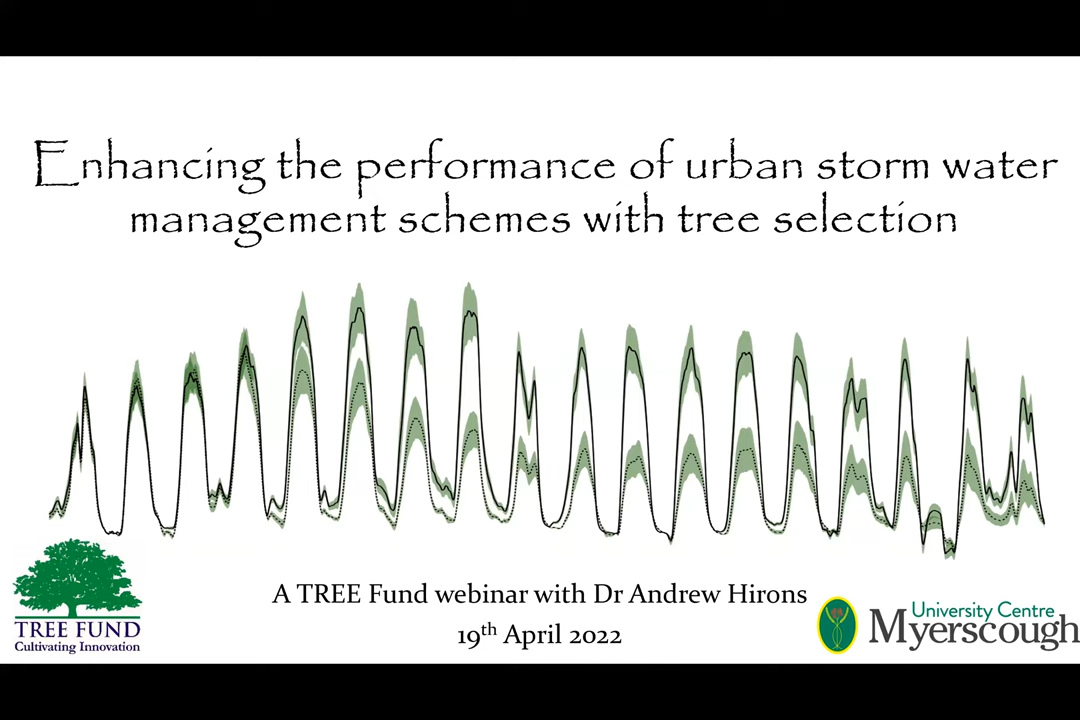 Enhancing the performance of urban storm water
management schemes with tree selection
A TREE Fund webinar with Dr Andrew Hirons
19th April 2022
TREE FUND
Cultivating Innovation
University Centre
Myerscough